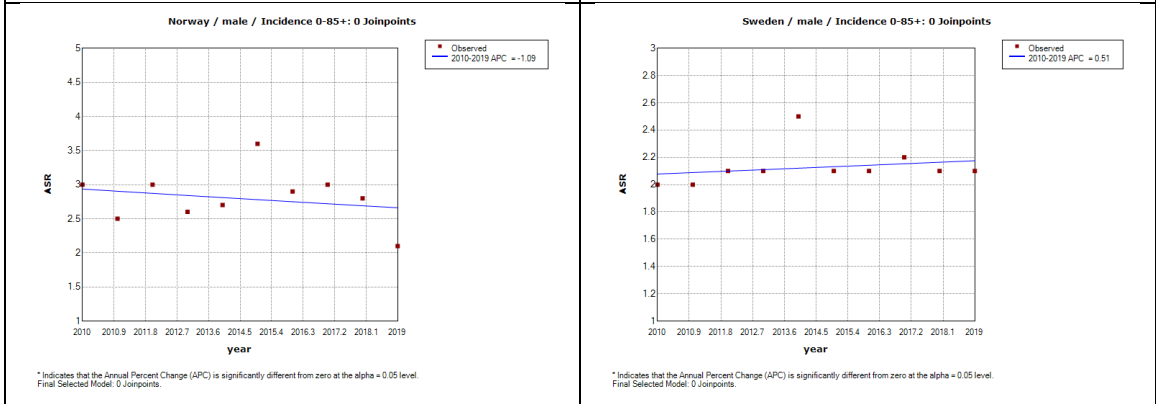 Norway / male / Incidence 0-85+: 0 Joinpoints
Observed
2010-2019 APC = -1.09
5
4.5
4
3.5
3
2.5
2
1.5
1
ASR
2010 2010.9 2011.8 2012.7 2013.6 2014.5 2015.4 2016.3 2017.2 2018.1 2019
year
* Indicates that the Annual Percent Change (APC) is significantly different from zero at the alpha = 0.05 level.
Final Selected Model: 0 Joinpoints.
Sweden / male / Incidence 0-85+: 0 Joinpoints
Observed
2010-2019 APC = 0.51
3
2.8
2.6
2.4
2.2
2
1.8
1.6
1.4
1.2
1
ASR
2010 2010.9 2011.8 2012.7 2013.6 2014.5 2015.4 2016.3 2017.2 2018.1 2019
year
* Indicates that the Annual Percent Change (APC) is significantly different from zero at the alpha = 0.05 level.
Final Selected Model: 0 Joinpoints.